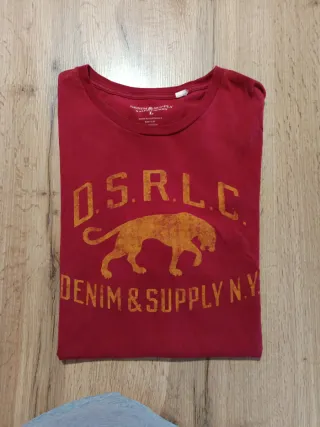 D.S.R.L.C.
DENIM & SUPPLY N.Y.